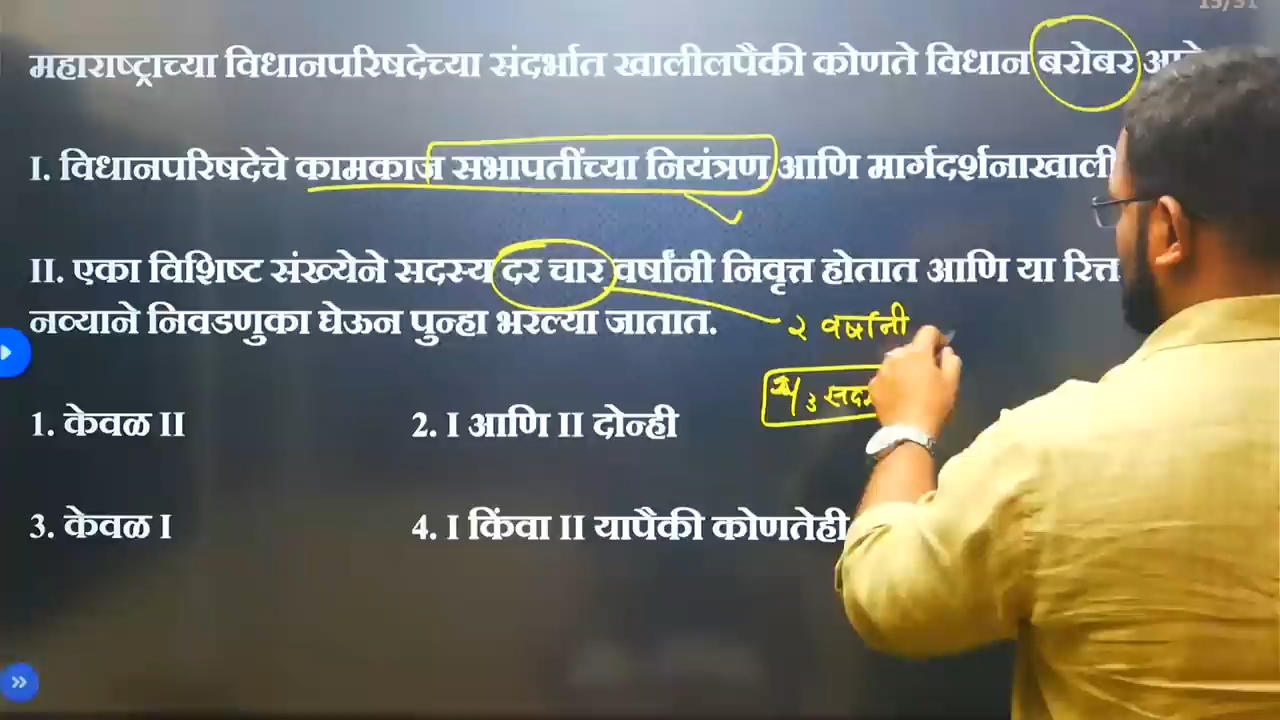 13/31
महाराष्ट्राच्या विधानपरिषदेच्या संदर्भात खालीलपैकी कोणते विधान बरोबर
I. विधानपरिषदेचे कामकाज सभापतींच्या नियंत्रण आणि मार्गदर्शनाखाली
II. एका विशिष्ट संख्येने सदस्य दर चार वर्षांनी निवृत्त होतात आणि या रित्त
नव्याने निवडणुका घेऊन पुन्हा भरल्या जातात.
२ वर्षानी
1. केवळ II
2. I आणि II दोन्ही
3. केवळ I
4. I किंवा II यापैकी कोणतेही